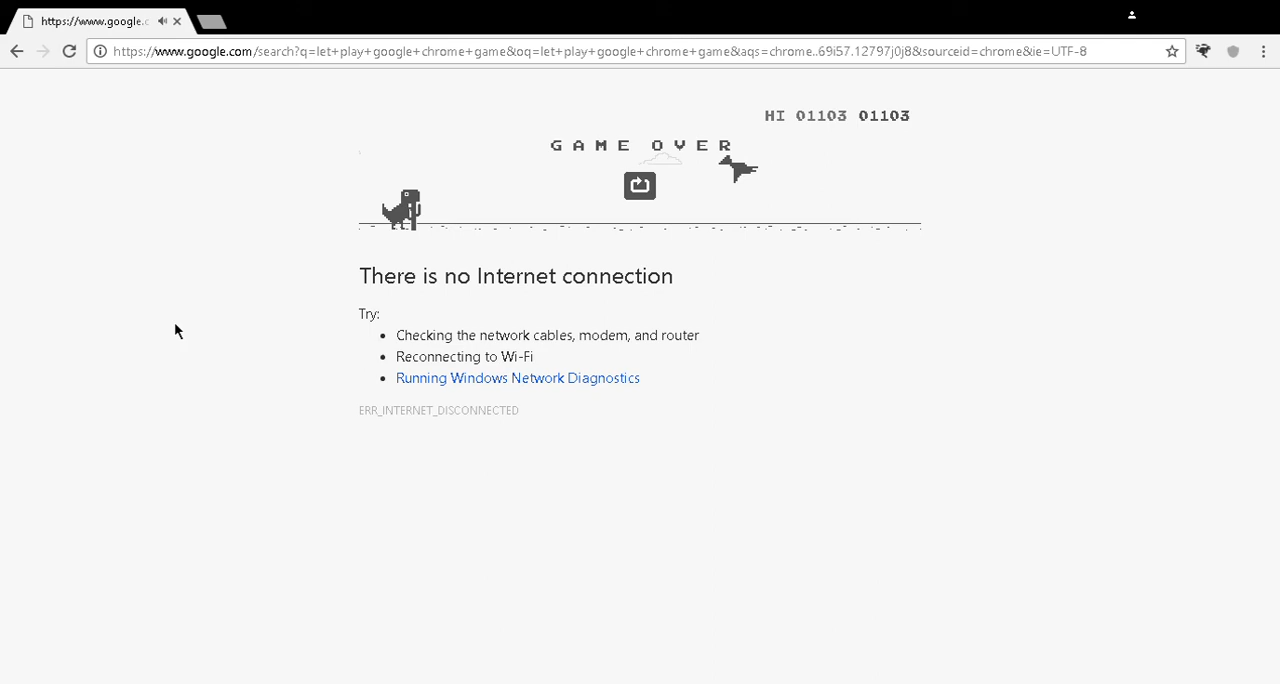 https://www.google.c
https://www.google.com/search?q=let+play+google+chrome+game&oq=let+play+google+chrome+game&aqs=chrome..69i57.12797j0j8&sourceid=chrome&ie=UTF-8
HI 01103 01103
GAME OVER
There is no Internet connection
Try:
• Checking the network cables, modem, and router
• Reconnecting to Wi-Fi
• Running Windows Network Diagnostics
ERR_INTERNET_DISCONNECTED